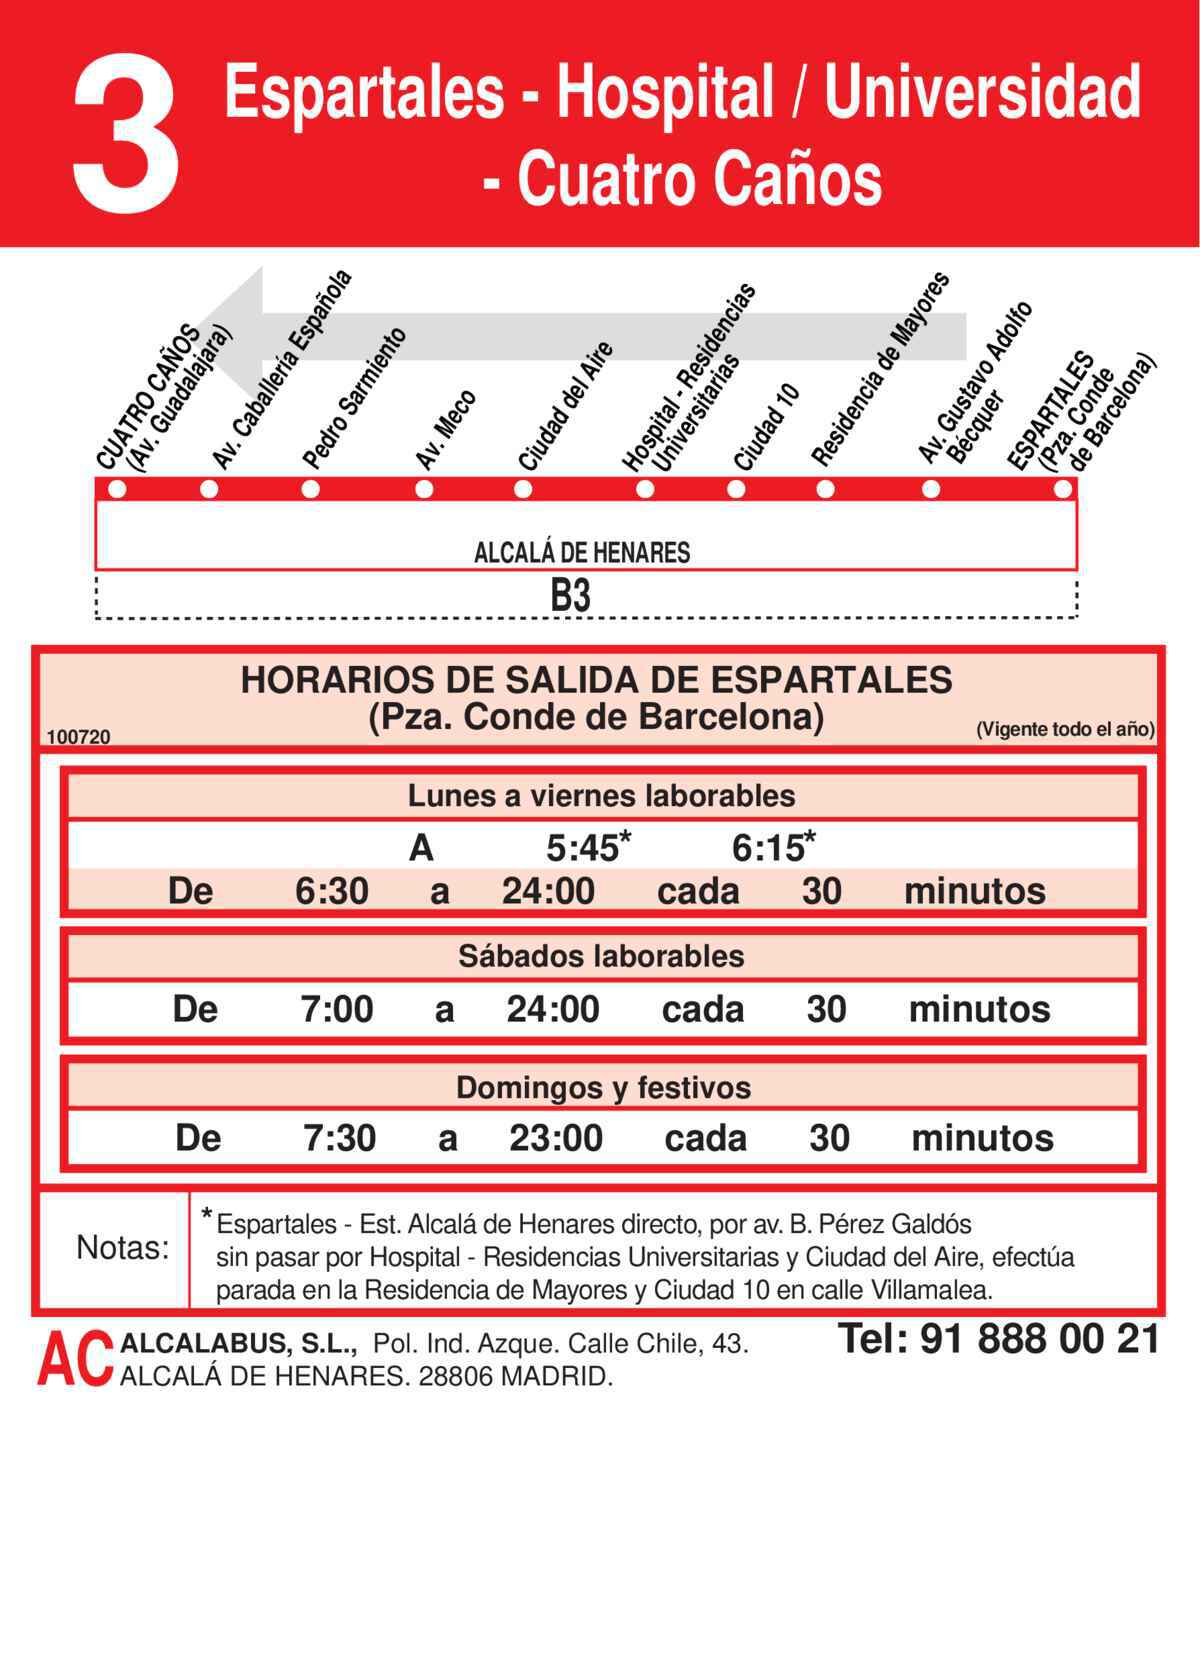 3
Espartales - Hospital / Universidad
- Cuatro Caños
CUATRO CAÑOS
(Av. Guadalajara)
Av. Caballería Española
Pedro Sarmiento
Av. Meco
Ciudad del Aire
Hospital - Residencias
Universitarias
Ciudad 10
Residencia de Mayores
Av. Gustavo Adolfo
Bécquer
ESPARTALES
(Pza. Conde
de Barcelona)
ALCALÁ DE HENARES
B3
HORARIOS DE SALIDA DE ESPARTALES
(Pza. Conde de Barcelona)
100720
(Vigente todo el año)
Lunes a viernes laborables
A 5:45* 6:15*
De 6:30 a 24:00 cada 30 minutos
Sábados laborables
De 7:00 a 24:00 cada 30 minutos
Domingos y festivos
De 7:30 a 23:00 cada 30 minutos
Notas:
* Espartales - Est. Alcalá de Henares directo, por av. B. Pérez Galdós
sin pasar por Hospital - Residencias Universitarias y Ciudad del Aire, efectúa
parada en la Residencia de Mayores y Ciudad 10 en calle Villamalea.
AC
ALCALABUS, S.L., Pol. Ind. Azque. Calle Chile, 43.
ALCALÁ DE HENARES. 28806 MADRID.
Tel: 91 888 00 21